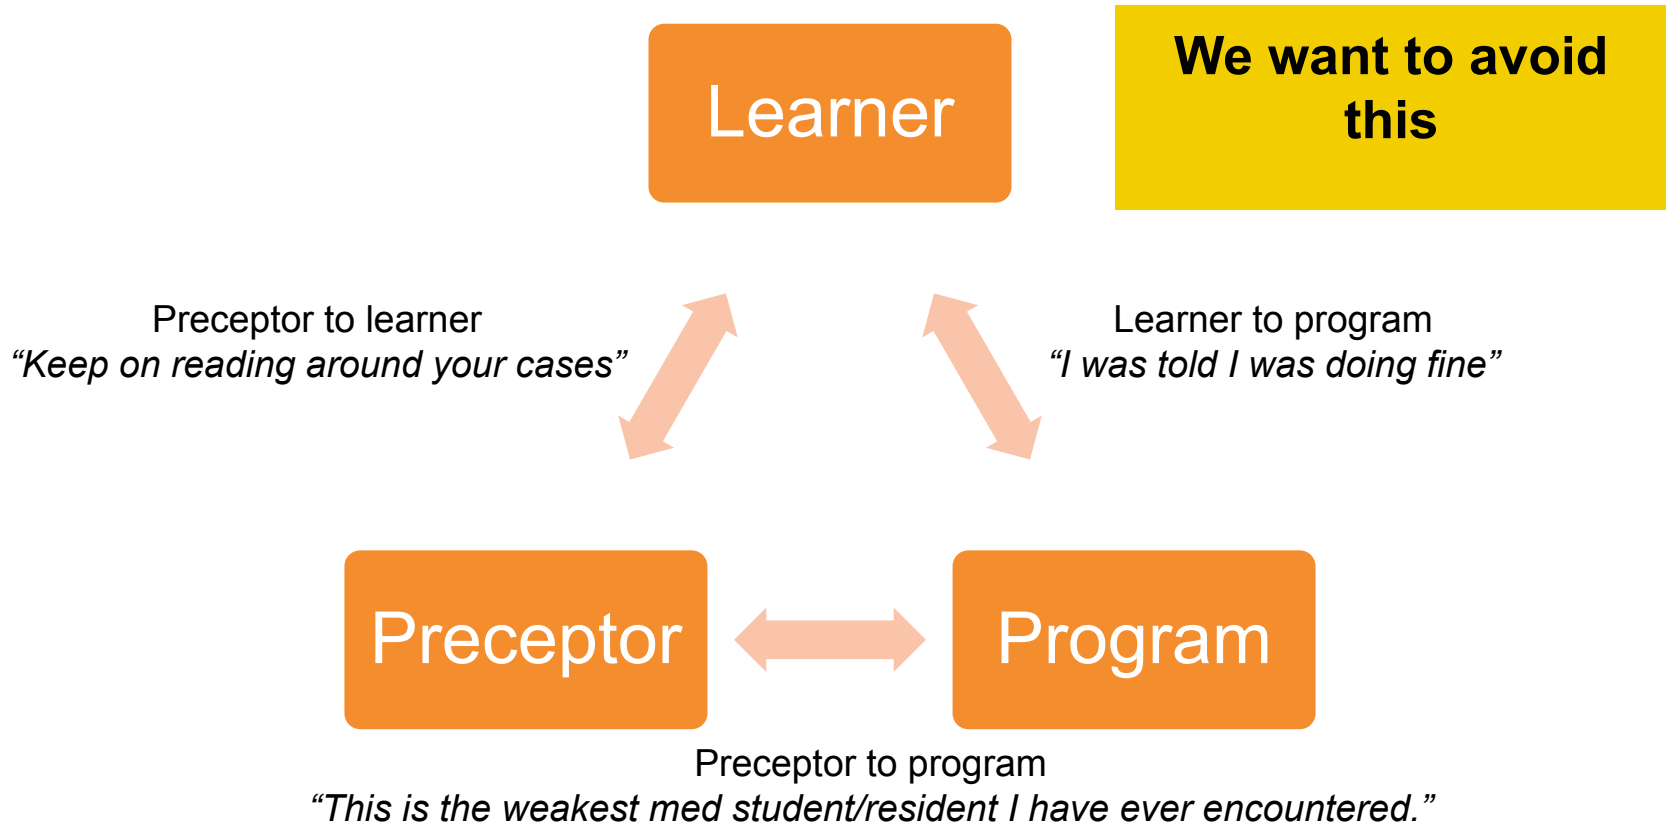 Learner
We want to avoid
this
Preceptor to learner
“Keep on reading around your cases”
Learner to program
“I was told I was doing fine”
Preceptor
Program
Preceptor to program
“This is the weakest med student/resident I have ever encountered.”